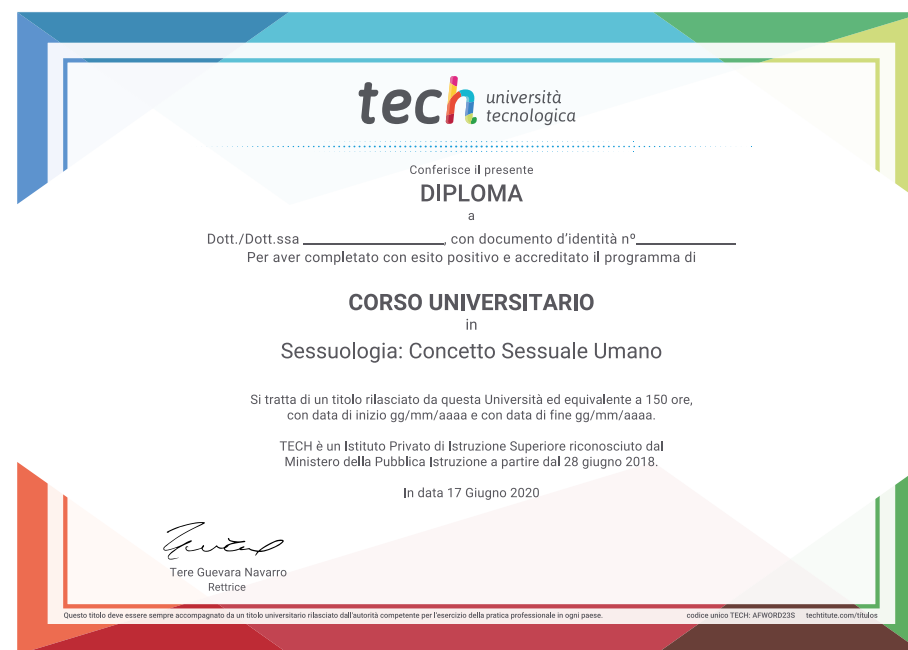 tech università
tecnologica
Conferisce il presente
DIPLOMA
a
Dott./Dott.ssa ____________________, con documento d'identità nº______________
Per aver completato con esito positivo e accreditato il programma di
CORSO UNIVERSITARIO
in
Sessuologia: Concetto Sessuale Umano
Si tratta di un titolo rilasciato da questa Università ed equivalente a 150 ore,
con data di inizio gg/mm/aaaa e con data di fine gg/mm/aaaa.
TECH è un Istituto Privato di Istruzione Superiore riconosciuto dal
Ministero della Pubblica Istruzione a partire dal 28 giugno 2018.
In data 17 Giugno 2020
Tere Guevara Navarro
Rettrice
Questo titolo deve essere sempre accompagnato da un titolo universitario rilasciato dall'autorità competente per l'esercizio della pratica professionale in ogni paese. codice unico TECH: AFWORD23S techtitute.com/titulos